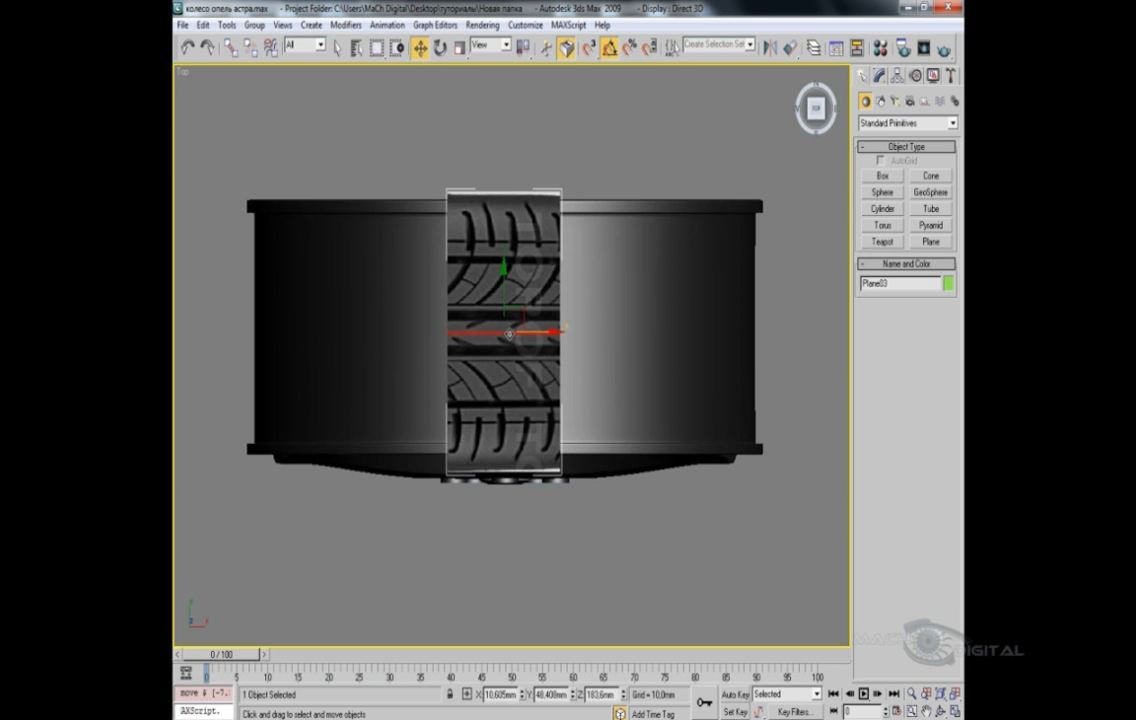 колесо опель астра.max - Project Folder: C:\Users\MaCh Digital\Desktop\туториалы\Новая папка - Autodesk 3ds Max 2009 - Display : Direct 3D
File Edit Tools Group Views Create Modifiers Animation Graph Editors Rendering Customize MAXScript Help
All View Create Selection Set
Top
Standard Primitives
- Object Type
AutoGrid
Box Cone
Sphere GeoSphere
Cylinder Tube
Torus Pyramid
Teapot Plane
- Name and Color
Plane03
MACH DIGITAL
< 0 / 100 >
0 5 10 15 20 25 30 35 40 45 50 55 60 65 70 75 80 85 90 95 100
move $ [-7. 1 Object Selected X: 10,605mm Y: 48,408mm Z: 183,6mm Grid = 10,0mm Auto Key Selected
AXScript. Click and drag to select and move objects Add Time Tag Set Key Key Filters... 0